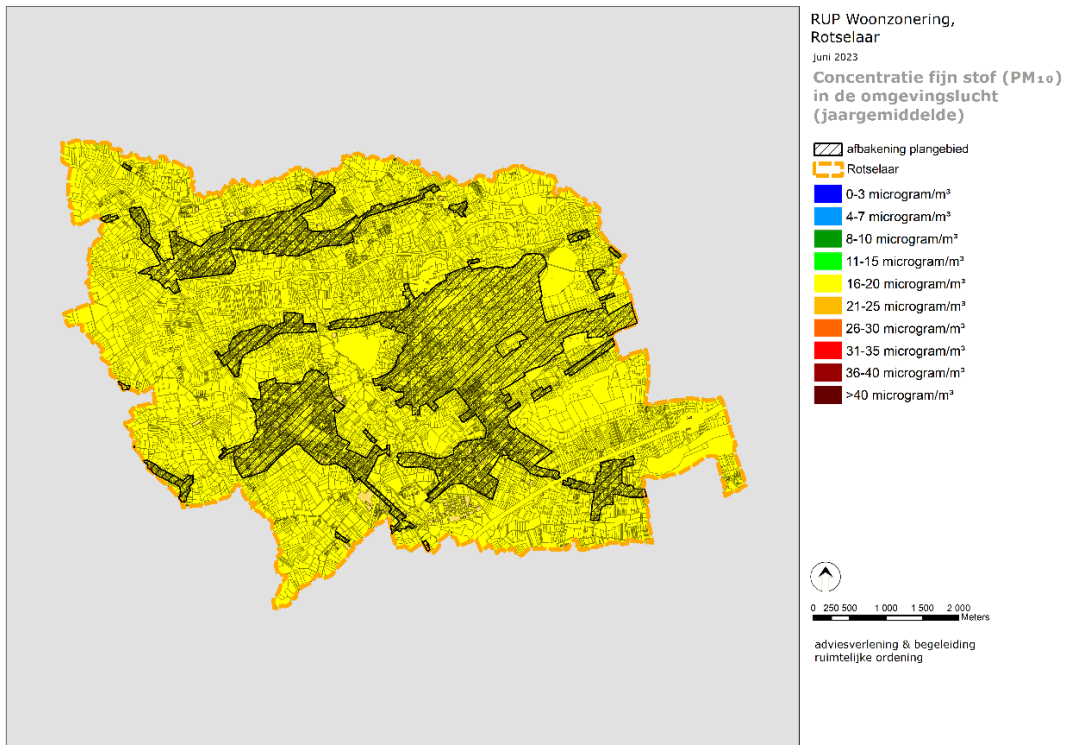 RUP Woonzonering,
Rotselaar
juni 2023
Concentratie fijn stof (PM₁₀)
in de omgevingslucht
(jaargemiddelde)
afbakening plangebied
Rotselaar
0-3 microgram/m³
4-7 microgram/m³
8-10 microgram/m³
11-15 microgram/m³
16-20 microgram/m³
21-25 microgram/m³
26-30 microgram/m³
31-35 microgram/m³
36-40 microgram/m³
>40 microgram/m³
0 250 500 1 000 1 500 2 000
Meters
adviesverlening & begeleiding
ruimtelijke ordening